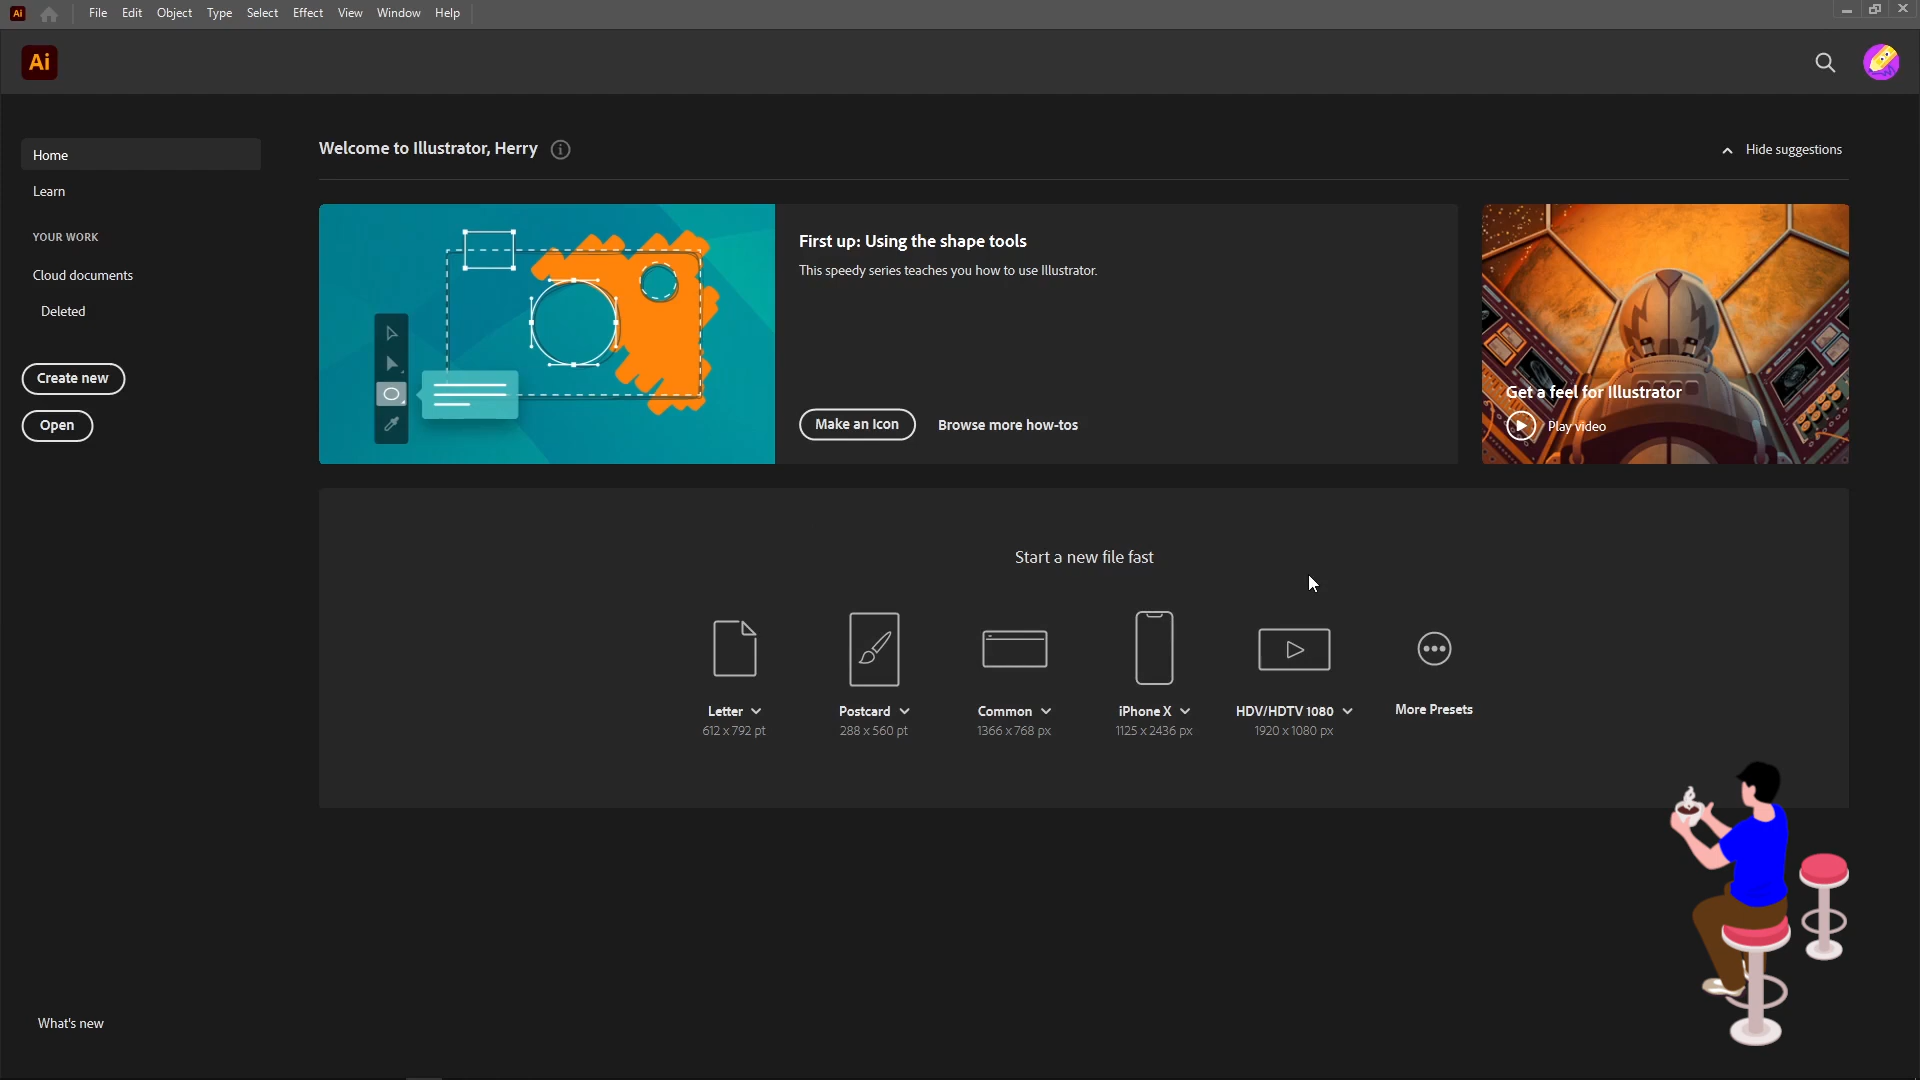 Ai
File Edit Object Type Select Effect View Window Help
Ai
Home
Learn
YOUR WORK
Cloud documents
Deleted
Create new
Open
What's new
Welcome to Illustrator, Herry
Hide suggestions
First up: Using the shape tools
This speedy series teaches you how to use Illustrator.
Make an Icon
Browse more how-tos
Get a feel for Illustrator
Play video
Start a new file fast
Letter
612 x 792 pt
Postcard
288 x 560 pt
Common
1366 x 768 px
iPhone X
1125 x 2436 px
HDV/HDTV 1080
1920 x 1080 px
More Presets